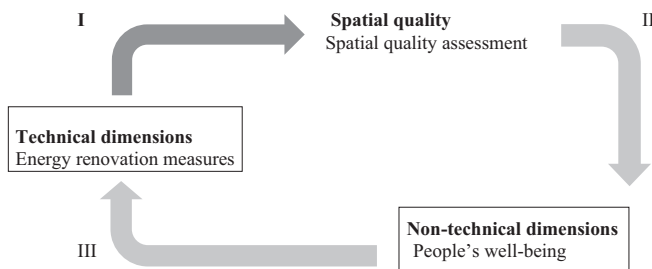 I
Spatial quality
Spatial quality assessment
II
Technical dimensions
Energy renovation measures
Non-technical dimensions
People's well-being
III